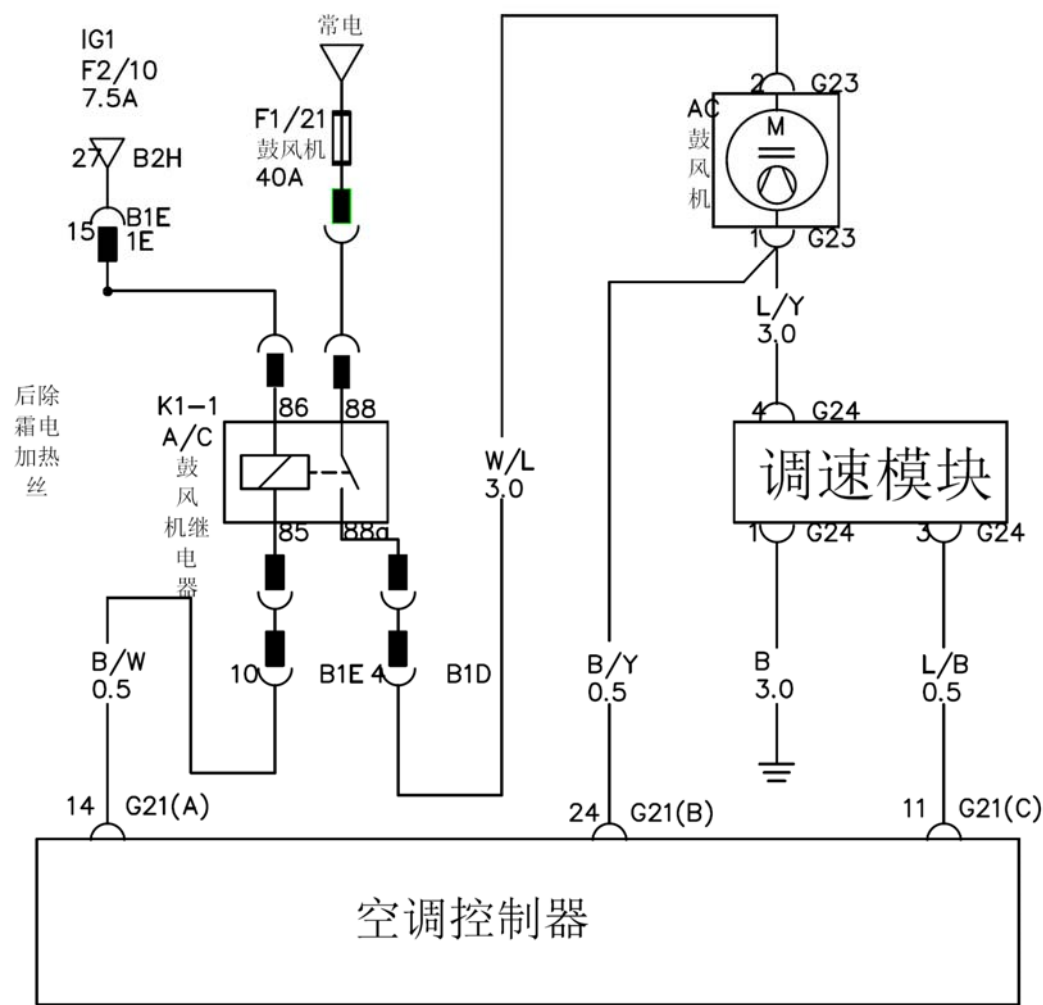 常电
IG1
F2/10
7.5A
F1/21
鼓风机
40A
27
B2H
15
B1E
1E
2
G23
AC
鼓
风
机
M
1
G23
L/Y
3.0
后除
霜电
加热
丝
K1-1
A/C
鼓
风
机继
电
器
86
88
85
88a
W/L
3.0
4
G24
调速模块
1
G24
3
G24
B/W
0.5
10
B1E
4
B1D
B/Y
0.5
B
3.0
L/B
0.5
14
G21(A)
24
G21(B)
11
G21(C)
空调控制器